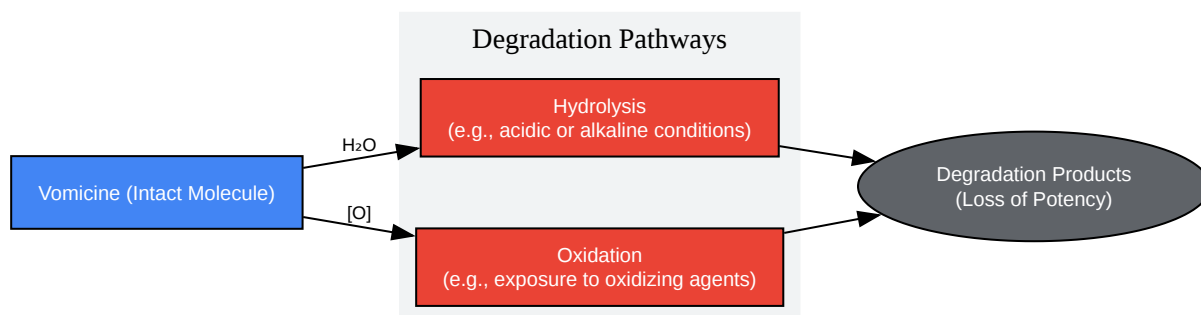 Degradation Pathways
Hydrolysis
(e.g., acidic or alkaline conditions)
H₂O
Vomicine (Intact Molecule)
[O]
Oxidation
(e.g., exposure to oxidizing agents)
Degradation Products
(Loss of Potency)